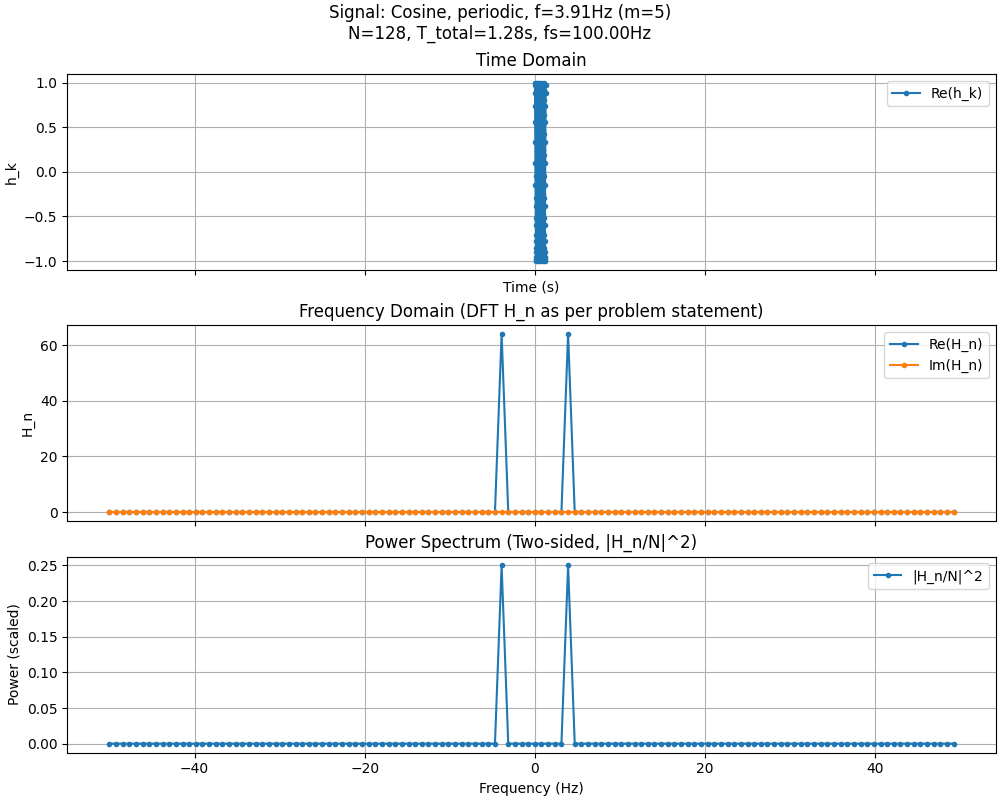 Signal: Cosine, periodic, f=3.91Hz (m=5)
N=128, T_total=1.28s, fs=100.00Hz
Time Domain
1.0
0.5
0.0
−0.5
−1.0
h_k
Re(h_k)
Time (s)
Frequency Domain (DFT H_n as per problem statement)
60
40
20
0
H_n
Re(H_n)
Im(H_n)
Power Spectrum (Two-sided, |H_n/N|^2)
0.25
0.20
0.15
0.10
0.05
0.00
Power (scaled)
|H_n/N|^2
−40 −20 0 20 40
Frequency (Hz)